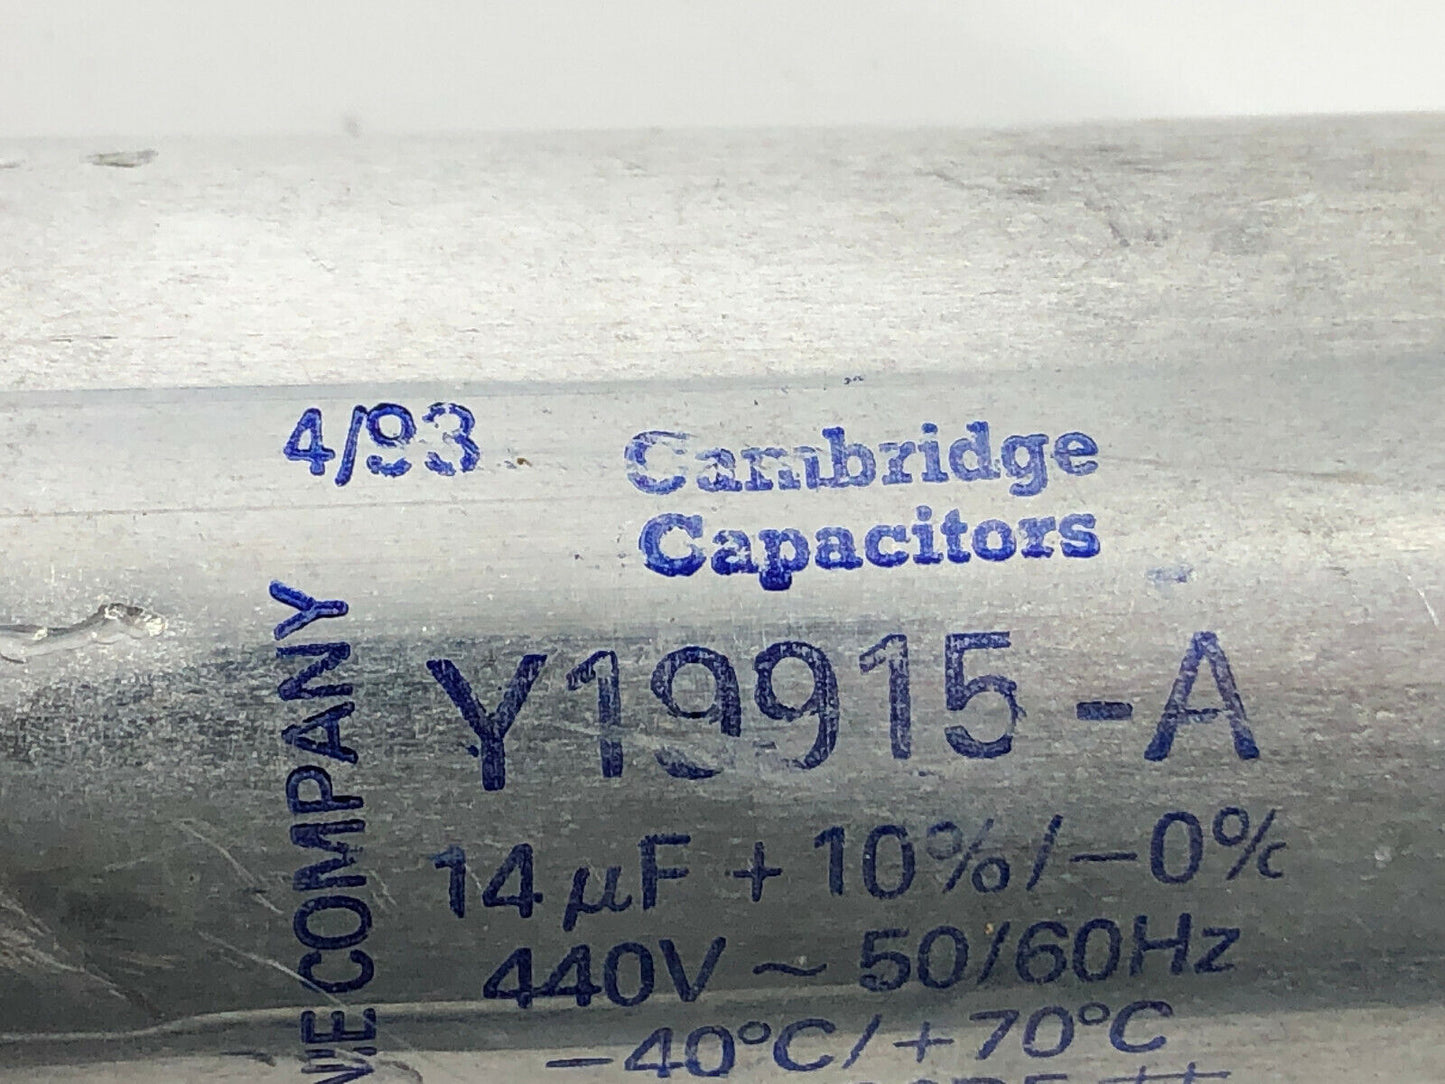 4/93
Cambridge
Capacitors
Y19915-A
14 µF + 10%/-0%
440V ~ 50/60Hz
-40°C/+70°C
COMPANY